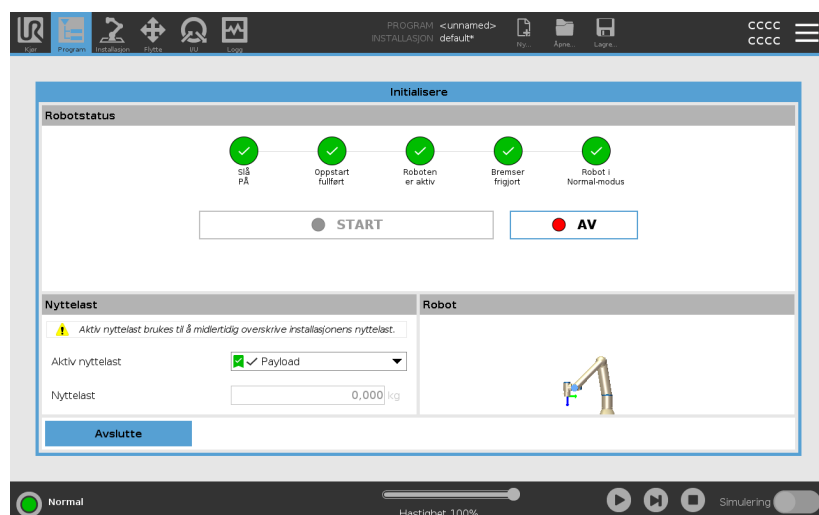 UR
PROGRAM <unnamed>
INSTALLASJON default*
CCCC
CCCC
Kjør
Program
Installasjon
Flytte
I/U
Logg
Ny...
Åpne...
Lagre...
Initialisere
Robotstatus
Slå
PÅ
Oppstart
fullført
Roboten
er aktiv
Bremser
frigjort
Robot i
Normal-modus
START
AV
Nyttelast
Robot
Aktiv nyttelast brukes til å midlertidig overskrive installasjonens nyttelast.
Aktiv nyttelast
Payload
Nyttelast
0,000 kg
Avslutte
Normal
Hastighet 100%
Simulering